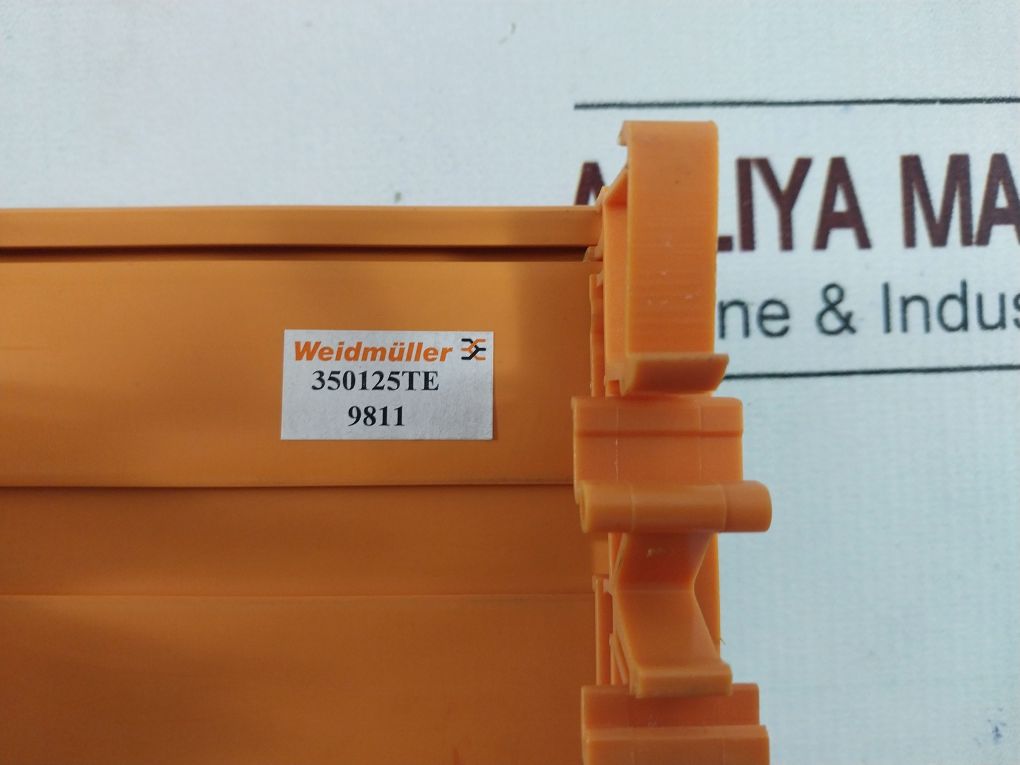 LIYA MA
ne & Indus
Weidmüller
350125TE
9811